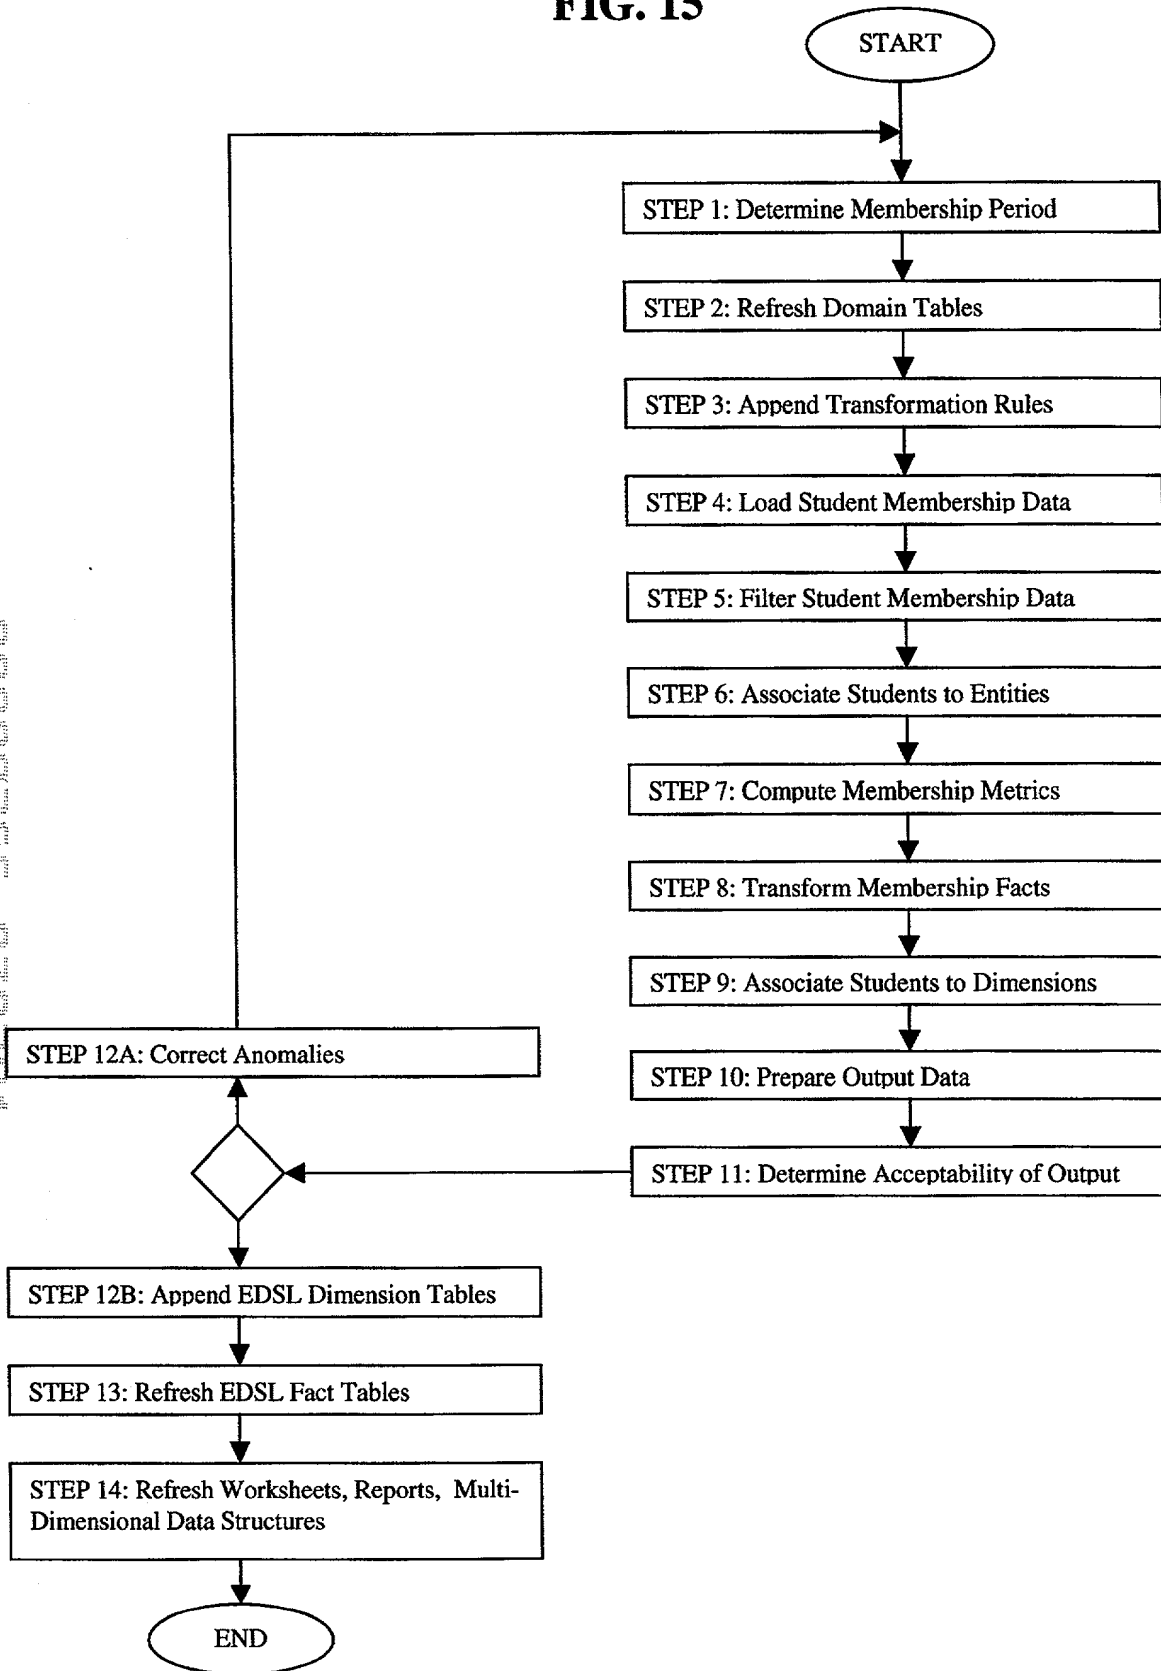 FIG. 15
START
STEP 1: Determine Membership Period
STEP 2: Refresh Domain Tables
STEP 3: Append Transformation Rules
STEP 4: Load Student Membership Data
STEP 5: Filter Student Membership Data
STEP 6: Associate Students to Entities
STEP 7: Compute Membership Metrics
STEP 8: Transform Membership Facts
STEP 9: Associate Students to Dimensions
STEP 10: Prepare Output Data
STEP 11: Determine Acceptability of Output
STEP 12A: Correct Anomalies
STEP 12B: Append EDSL Dimension Tables
STEP 13: Refresh EDSL Fact Tables
STEP 14: Refresh Worksheets, Reports, Multi-
Dimensional Data Structures
END